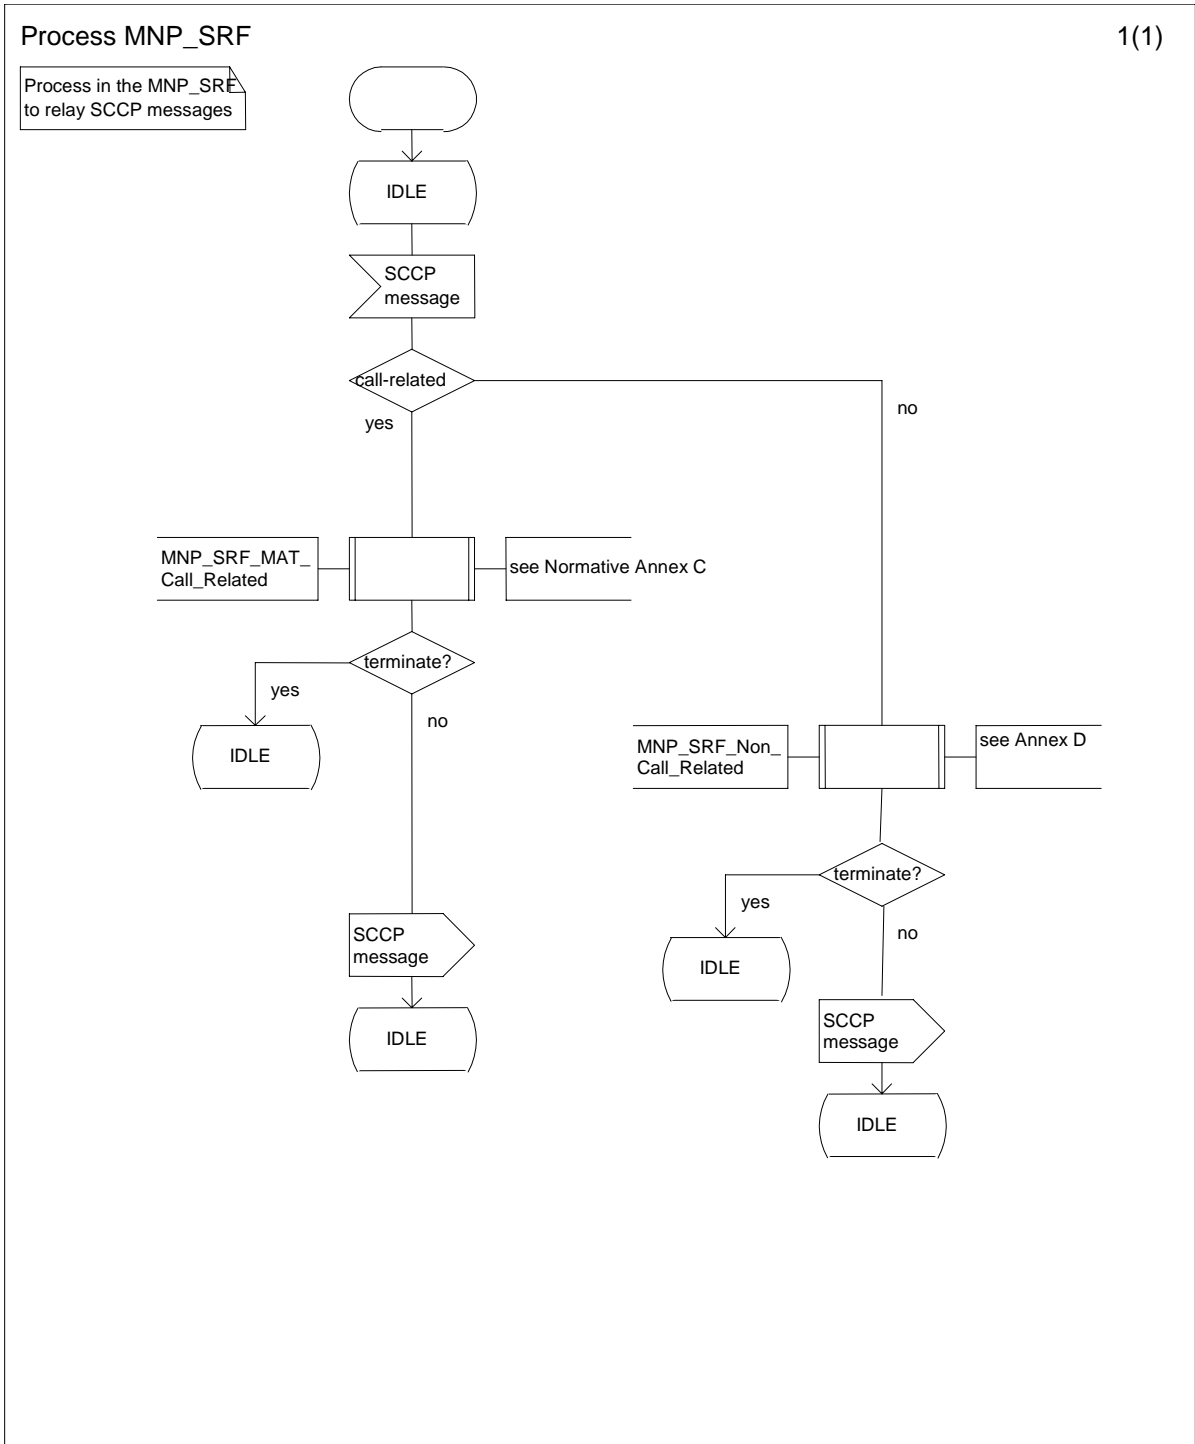 Process MNP_SRF
1(1)
Process in the MNP_SRF
to relay SCCP messages
IDLE
SCCP
message
call-related
yes
no
MNP_SRF_MAT_
Call_Related
see Normative Annex C
terminate?
yes
no
IDLE
MNP_SRF_Non_
Call_Related
see Annex D
terminate?
yes
no
SCCP
message
IDLE
IDLE
SCCP
message
IDLE